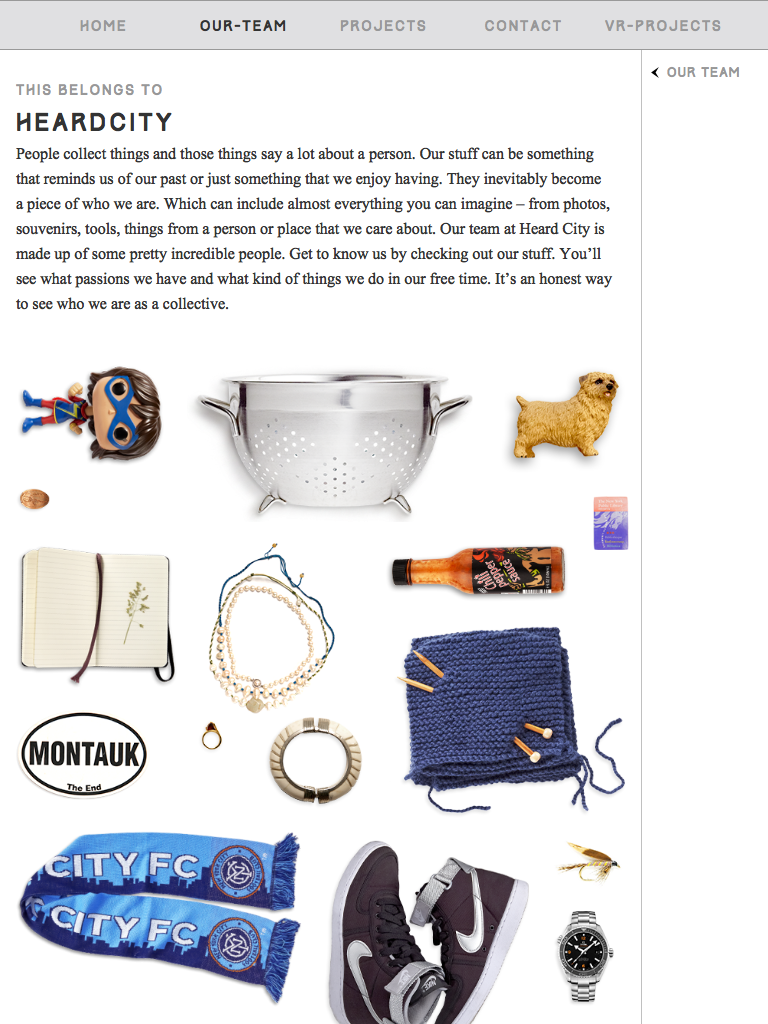 HOME OUR-TEAM PROJECTS CONTACT VR-PROJECTS
OUR TEAM
THIS BELONGS TO
HEARDCITY
People collect things and those things say a lot about a person. Our stuff can be something
that reminds us of our past or just something that we enjoy having. They inevitably become
a piece of who we are. Which can include almost everything you can imagine – from photos,
souvenirs, tools, things from a person or place that we care about. Our team at Heard City is
made up of some pretty incredible people. Get to know us by checking out our stuff. You’ll
see what passions we have and what kind of things we do in our free time. It’s an honest way
to see who we are as a collective.
Chili
pepper
sauce
MONTAUK
The End
CITY FC
CITY FC
NIKE